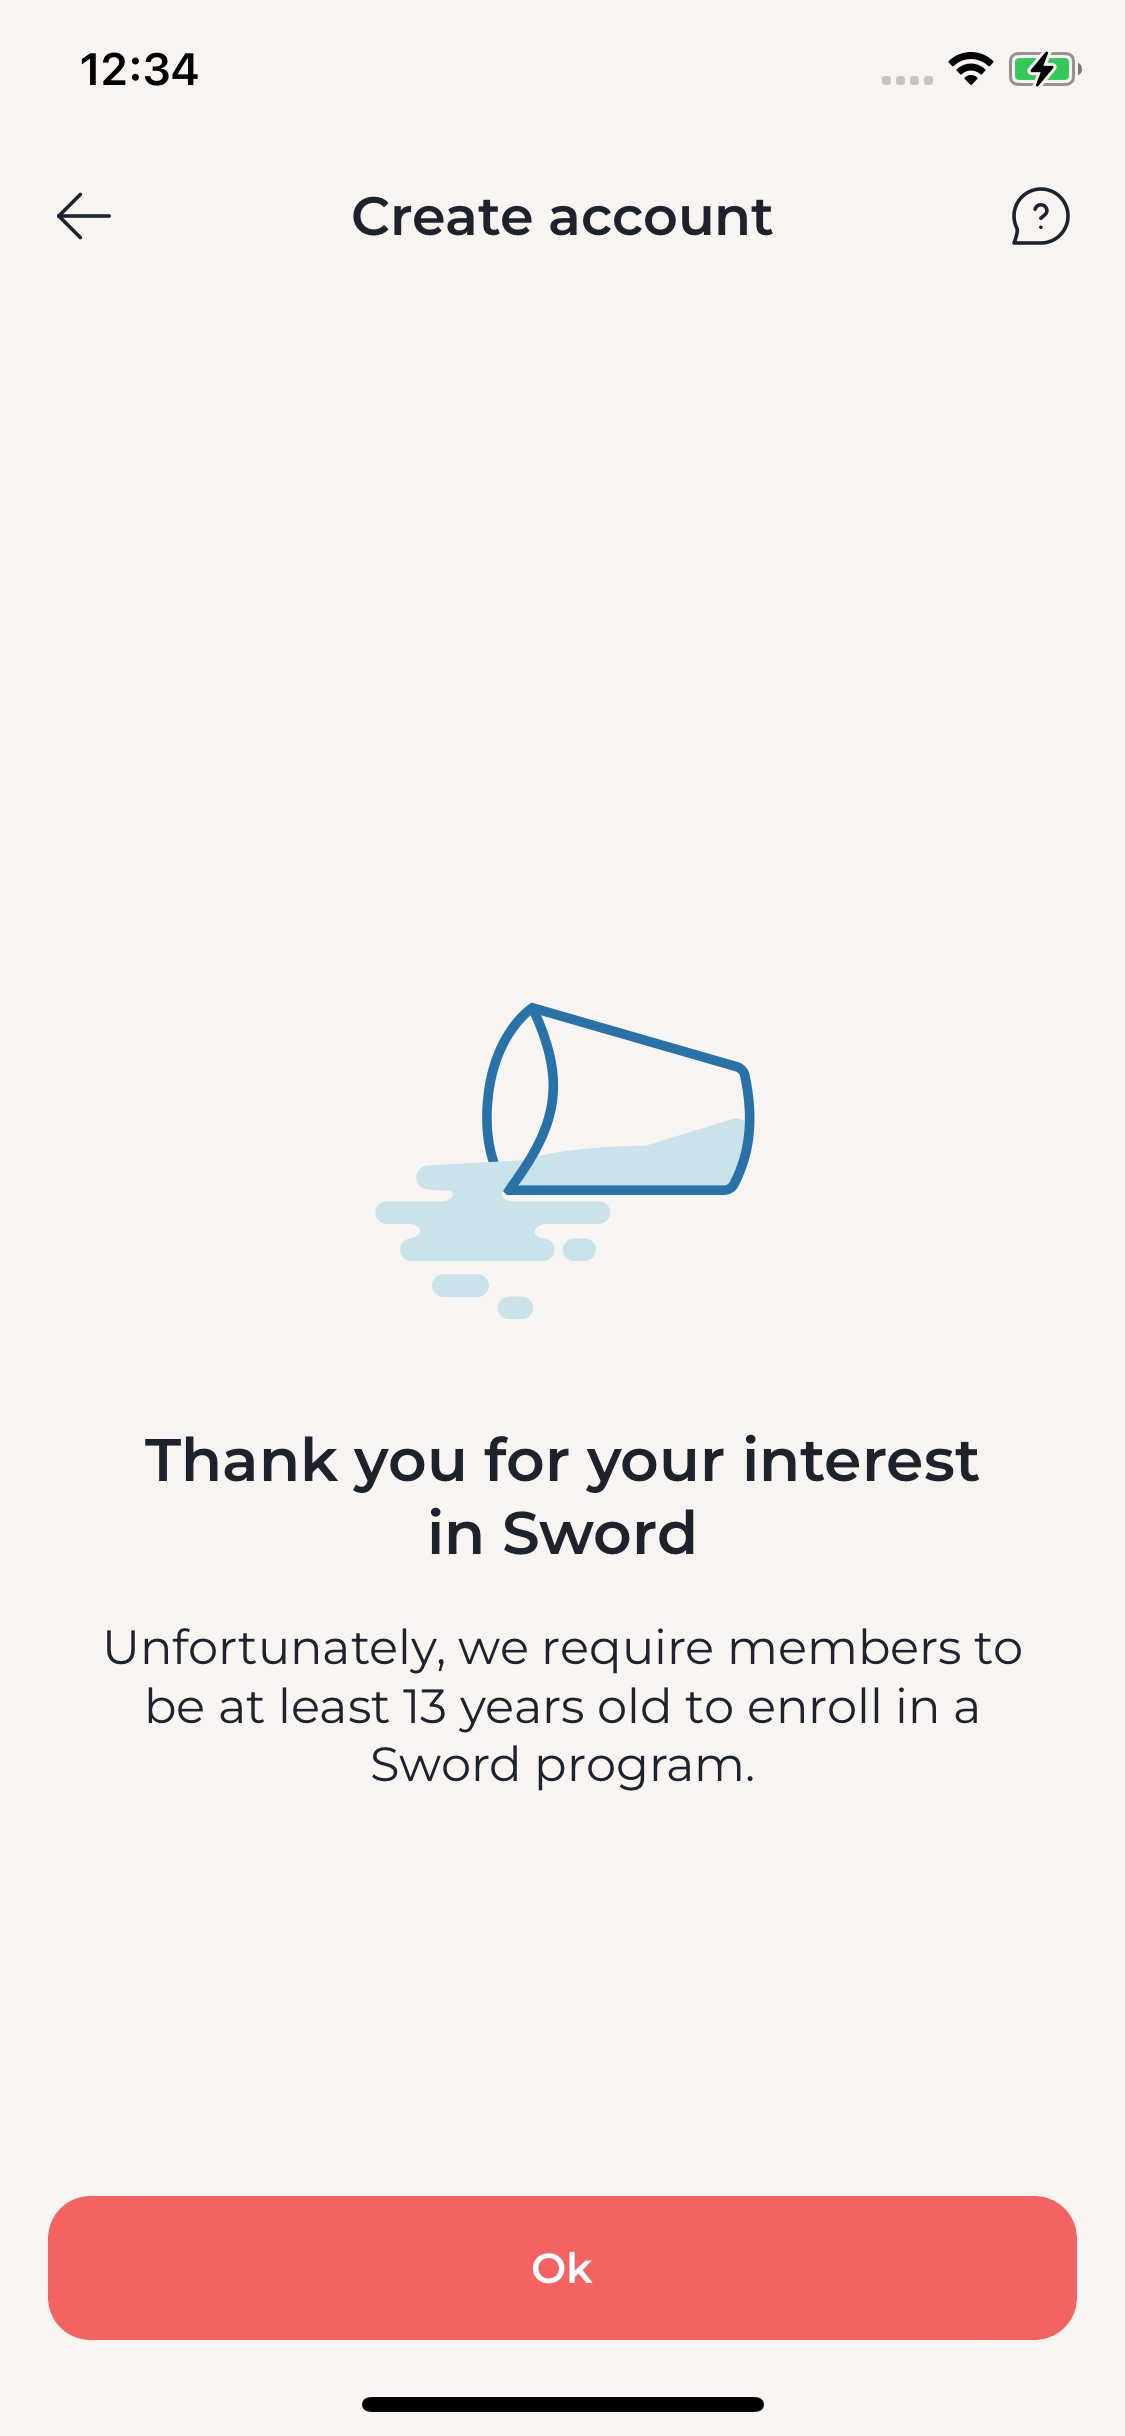 12:34
Create account
Thank you for your interest
in Sword
Unfortunately, we require members to
be at least 13 years old to enroll in a
Sword program.
Ok